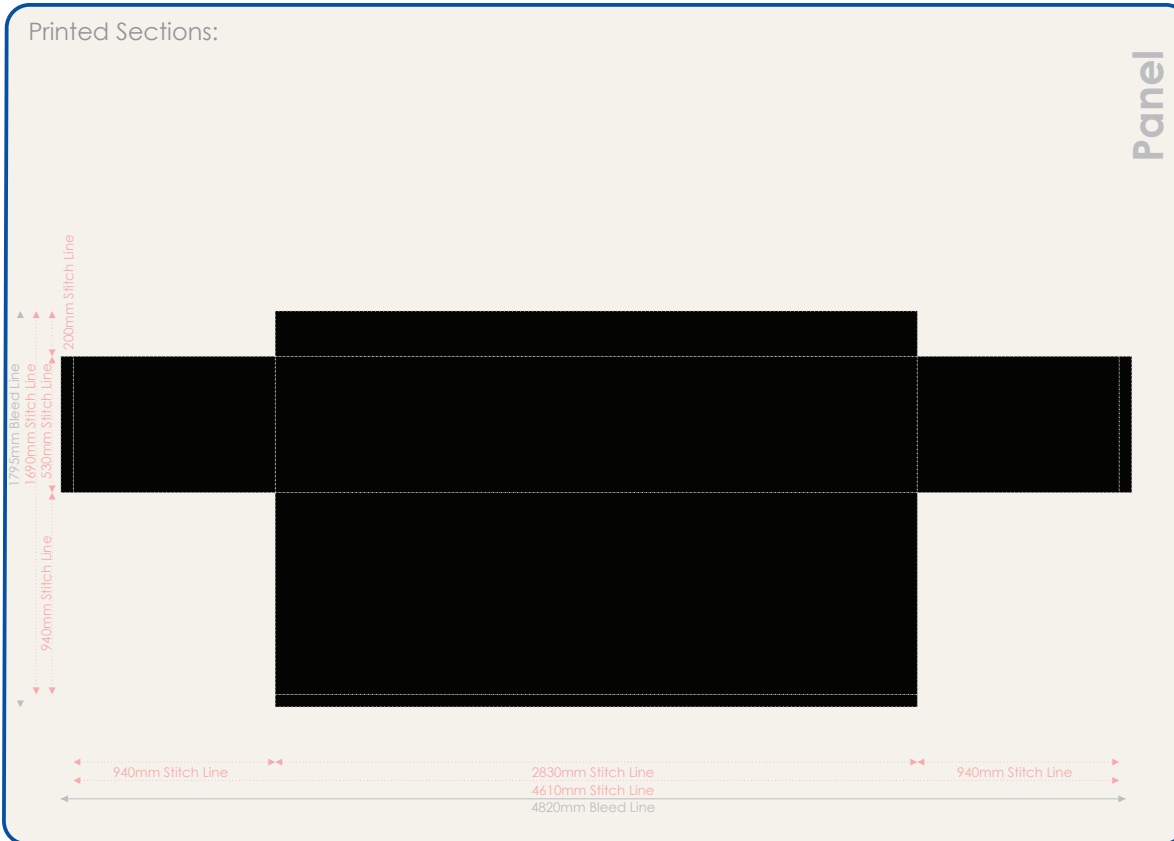 Printed Sections:
Panel
200mm Stitch Line
1795mm Bleed Line
1690mm Stitch Line
530mm Stitch Line
940mm Stitch Line
940mm Stitch Line
2830mm Stitch Line
940mm Stitch Line
4610mm Stitch Line
4820mm Bleed Line